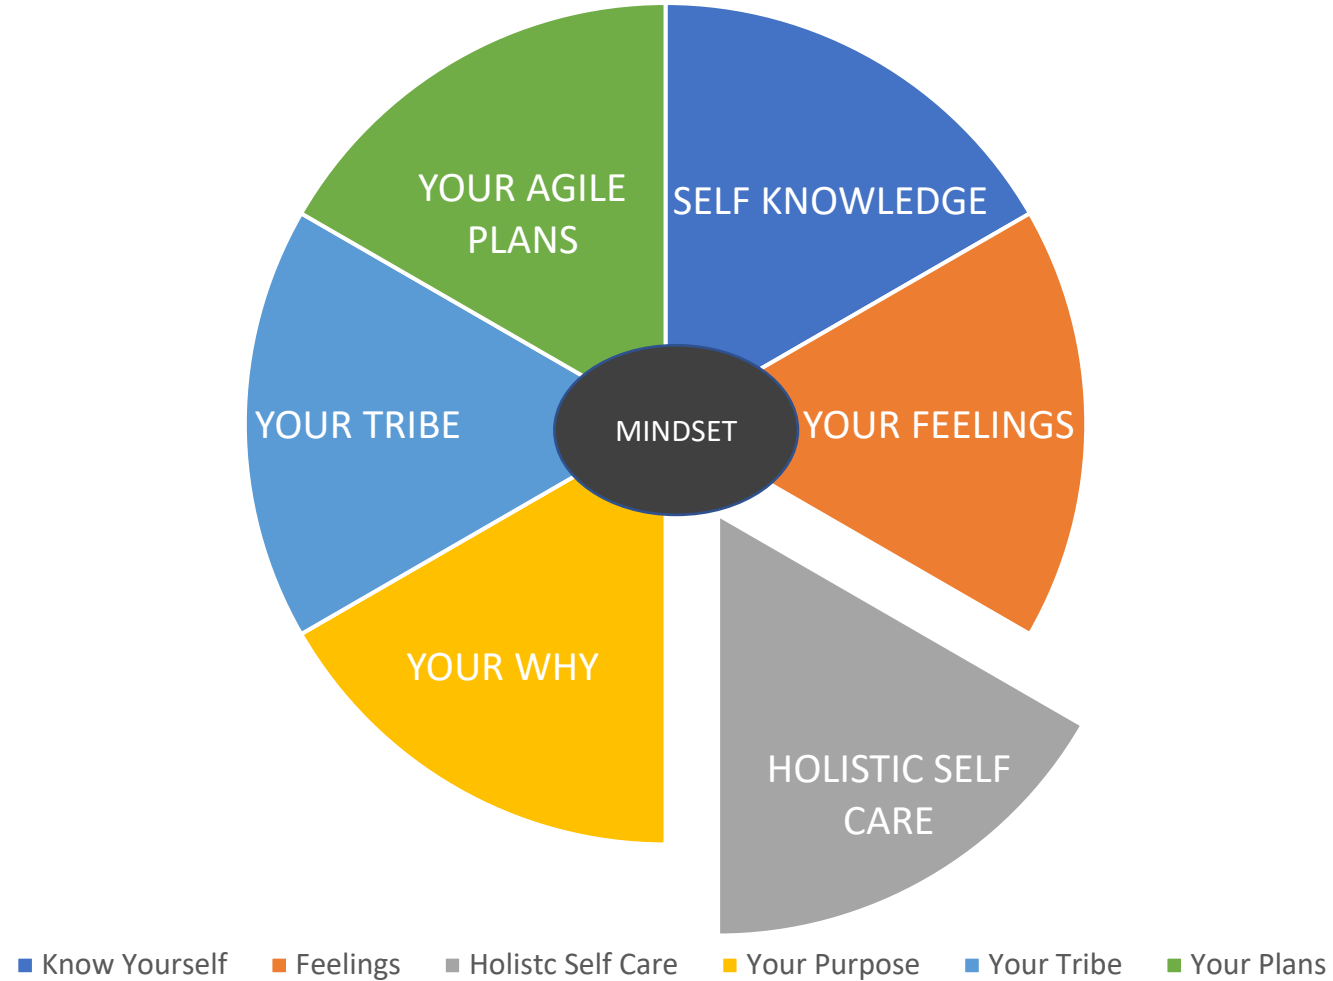 YOUR AGILE
PLANS
SELF KNOWLEDGE
YOUR TRIBE
MINDSET
YOUR FEELINGS
YOUR WHY
HOLISTIC SELF
CARE
Know Yourself
Feelings
Holistc Self Care
Your Purpose
Your Tribe
Your Plans